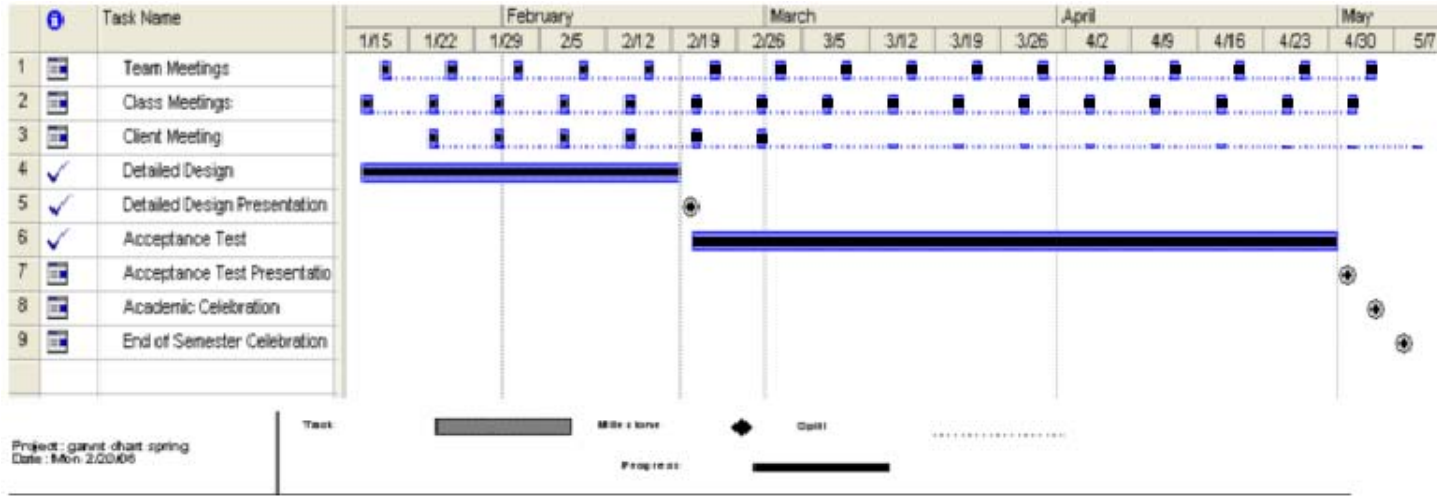 Task Name
February March April May
1/15 1/22 1/29 2/5 2/12 2/19 2/26 3/5 3/12 3/19 3/26 4/2 4/9 4/16 4/23 4/30 5/7
1 Team Meetings
2 Class Meetings
3 Client Meeting
4 Detailed Design
5 Detailed Design Presentation
6 Acceptance Test
7 Acceptance Test Presentatio
8 Academic Celebration
9 End of Semester Celebration
Task Milestone Split
Project: gannt-chart-spring
Date: Mon 2/20/06
Progress